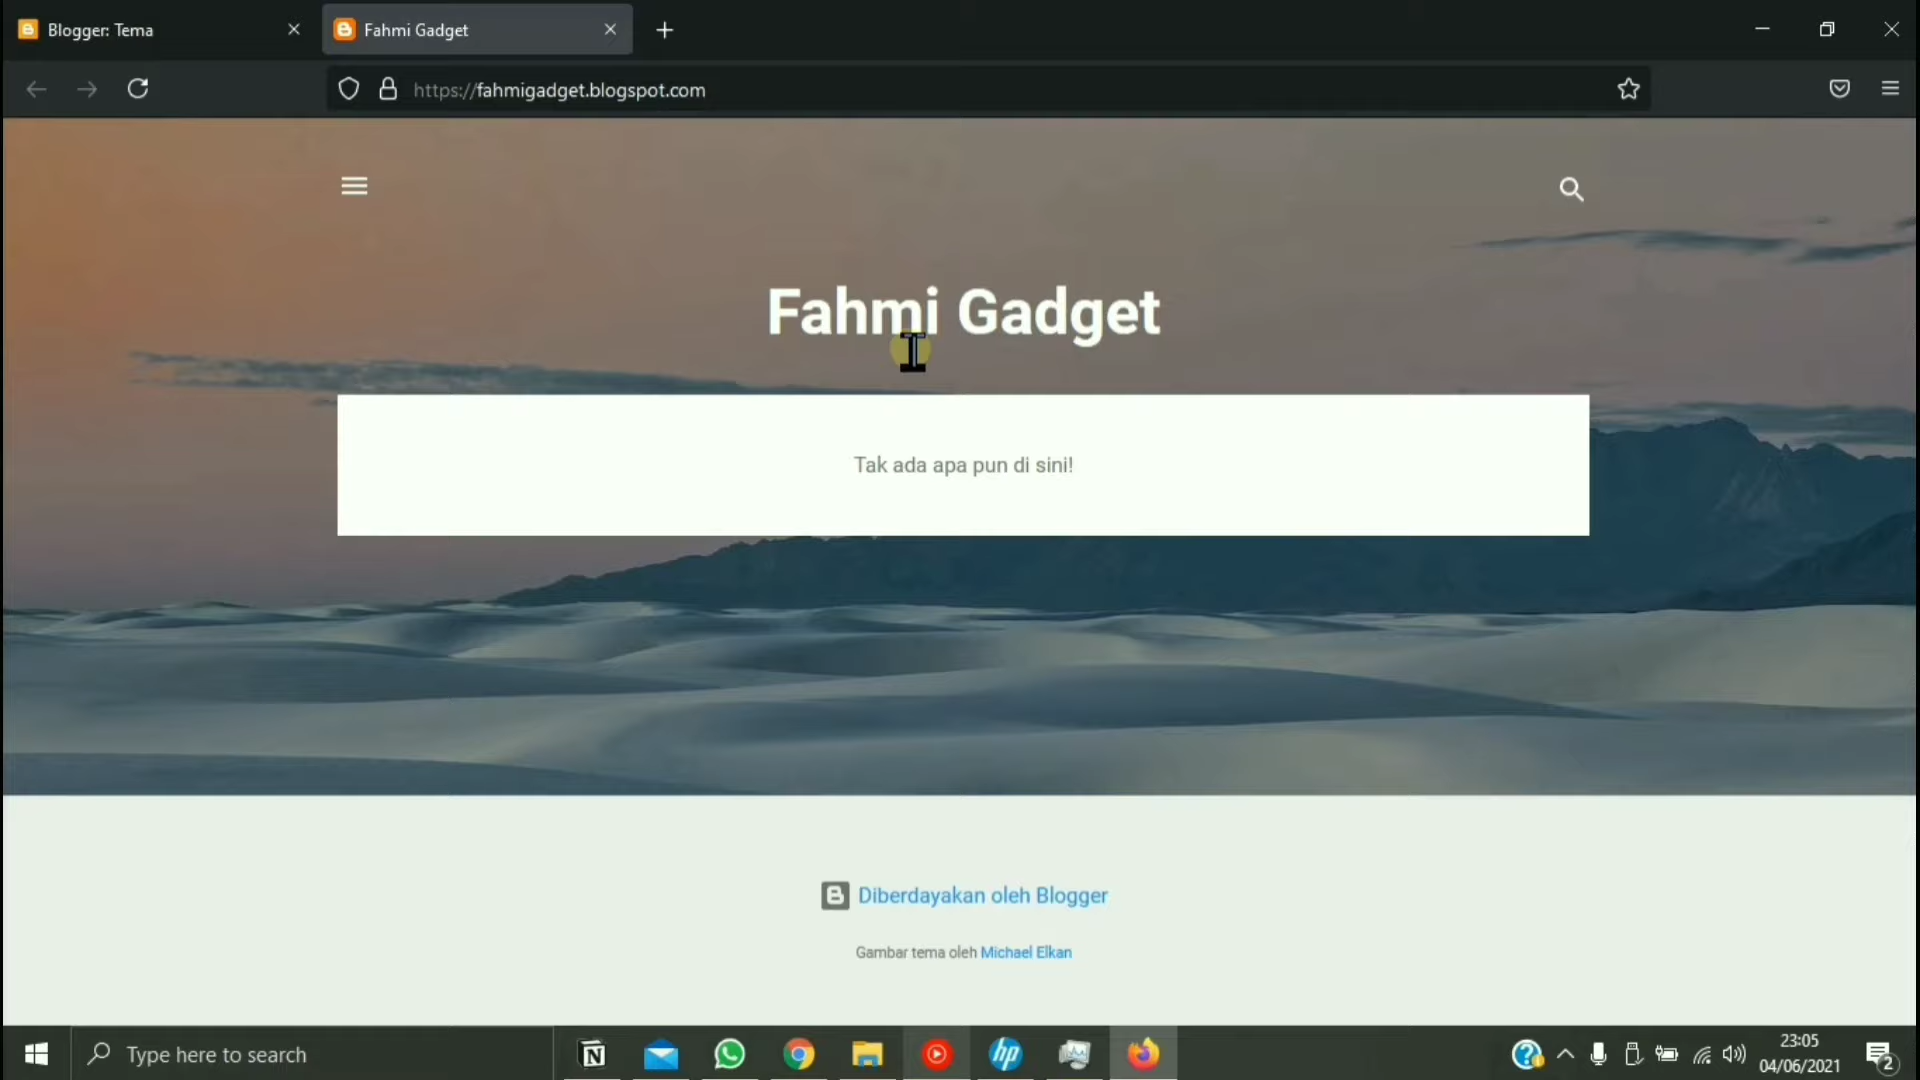 Blogger: Tema
Fahmi Gadget
https://fahmigadget.blogspot.com
Fahmi Gadget
Tak ada apa pun di sini!
Diberdayakan oleh Blogger
Gambar tema oleh Michael Elkan
Type here to search
23:05
04/06/2021
2